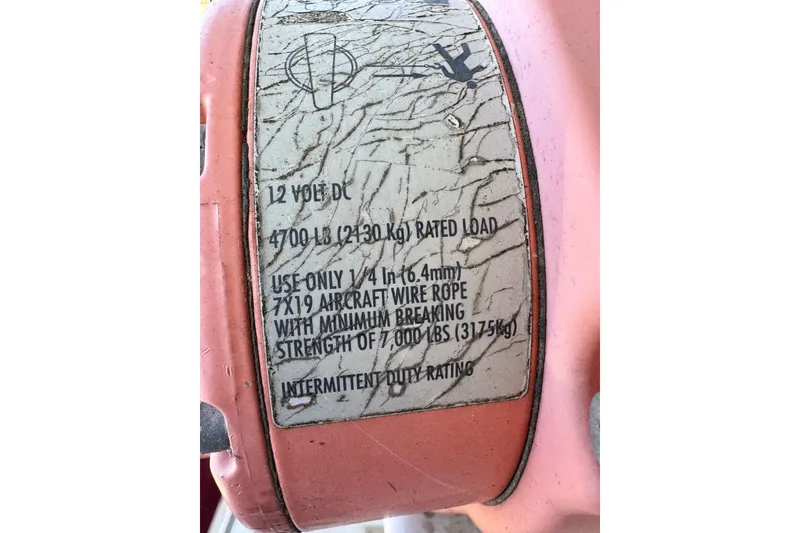 12 VOLT DC
4700 LB (2130 Kg) RATED LOAD
USE ONLY 1/4 In (6.4mm)
7X19 AIRCRAFT WIRE ROPE
WITH MINIMUM BREAKING
STRENGTH OF 7,000 LBS (3175Kg)
INTERMITTENT DUTY RATING